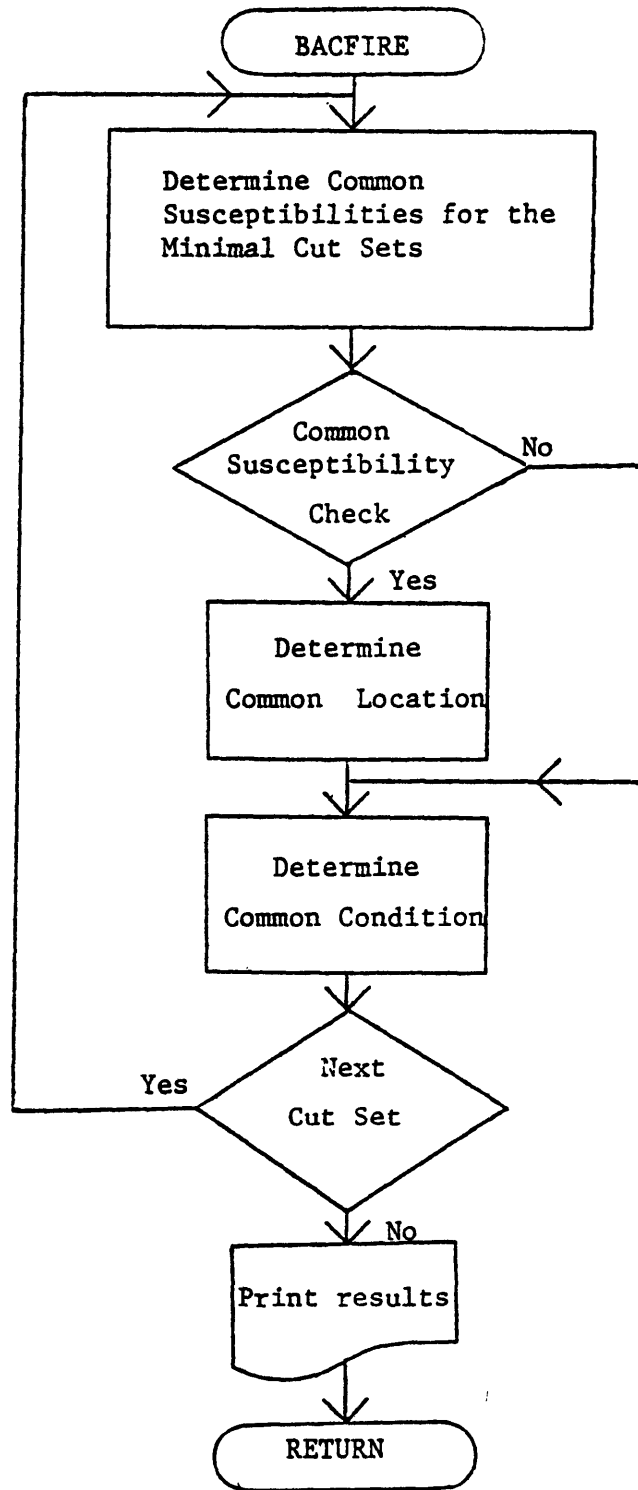 BACFIRE
Determine Common
Susceptibilities for the
Minimal Cut Sets
Common
Susceptibility
Check
No
Yes
Determine
Common Location
Determine
Common Condition
Yes
Next
Cut Set
No
Print results
RETURN